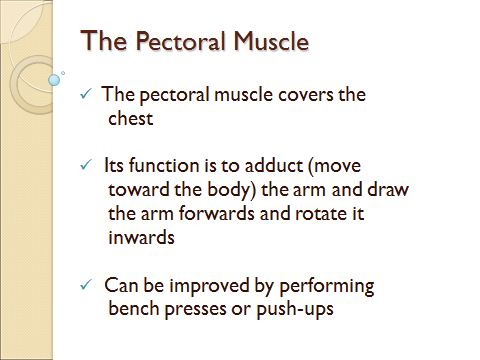 The Pectoral Muscle
The pectoral muscle covers the
chest
Its function is to adduct (move
toward the body) the arm and draw
the arm forwards and rotate it
inwards
Can be improved by performing
bench presses or push-ups